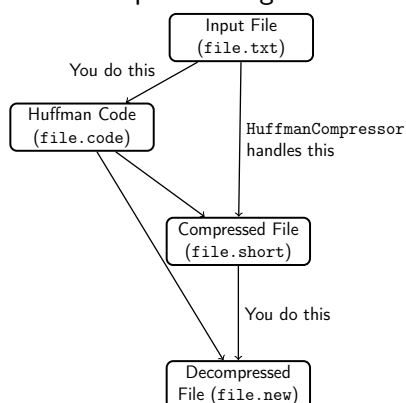 Input File
(file.txt)
You do this
Huffman Code
(file.code)
HuffmanCompressor
handles this
Compressed File
(file.short)
You do this
Decompressed
File (file.new)